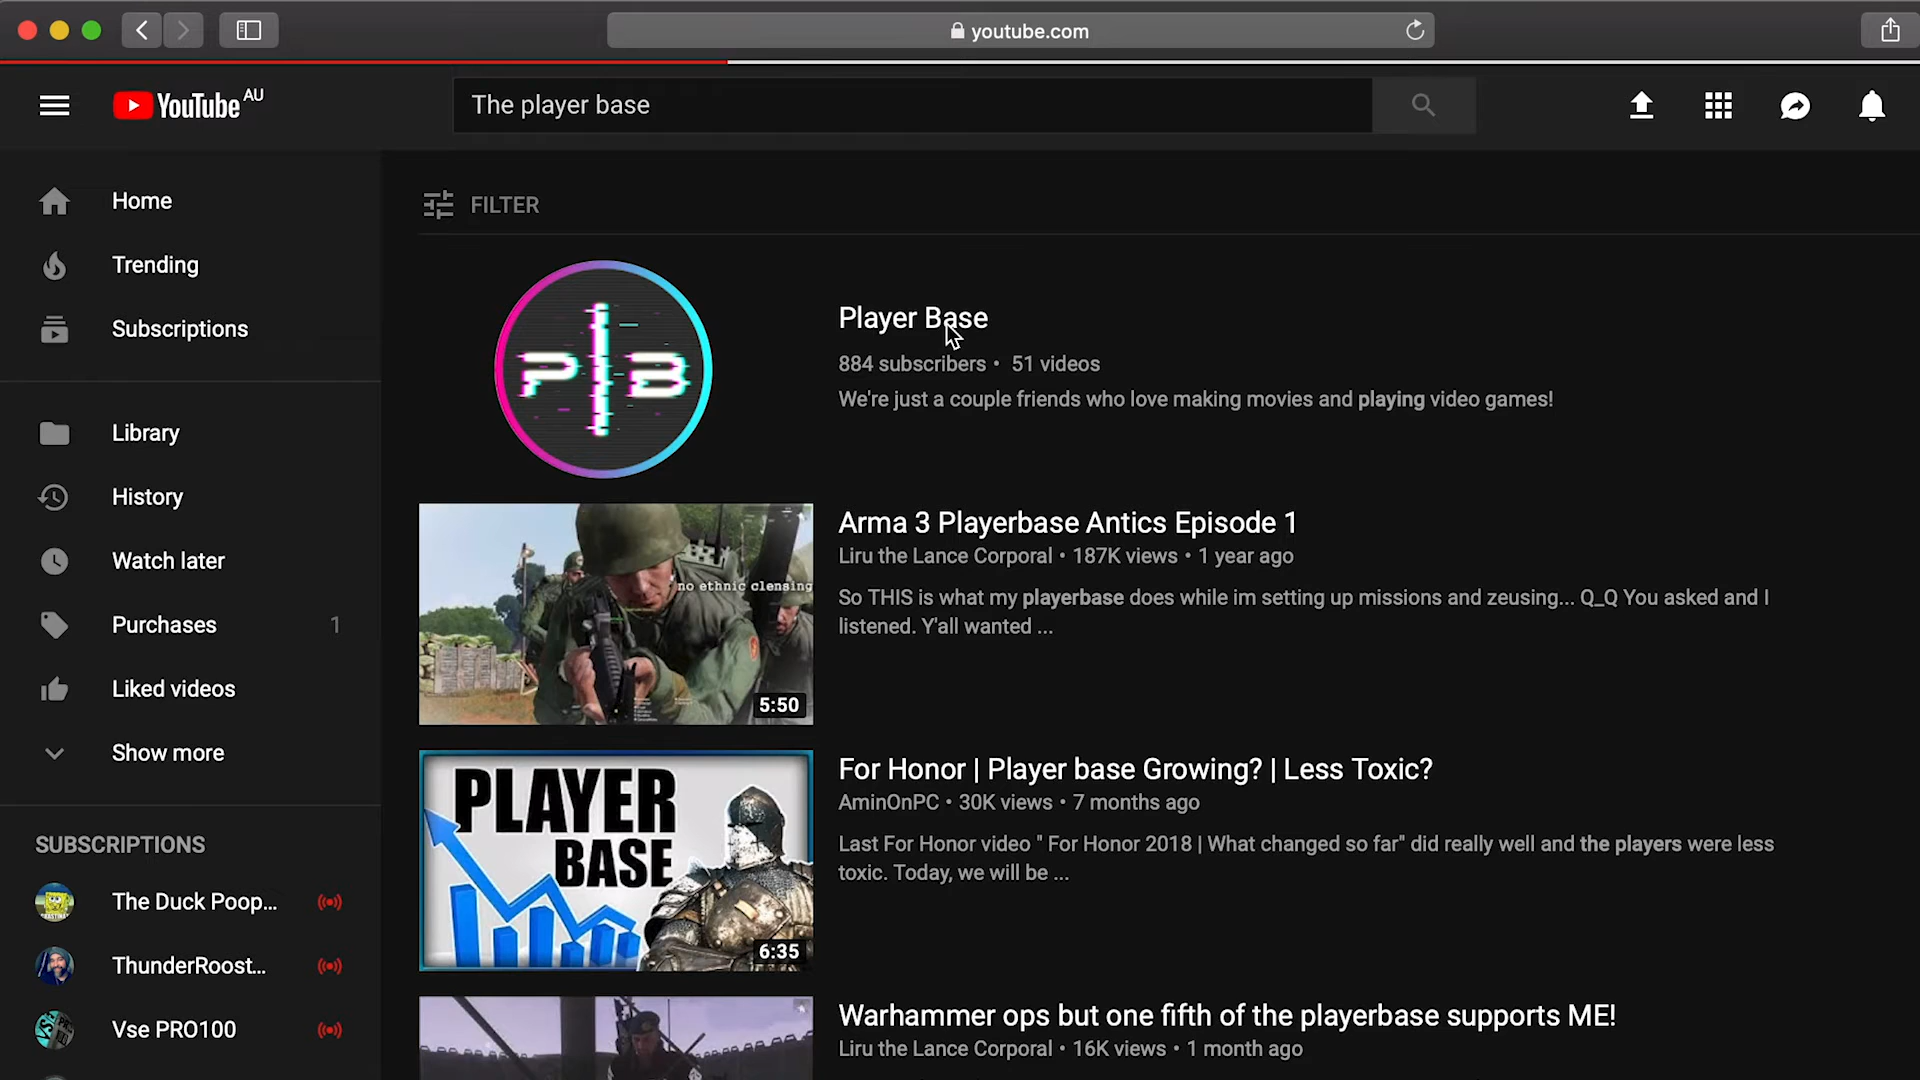 youtube.com
YouTube AU
The player base
Home
Trending
Subscriptions
Library
History
Watch later
Purchases 1
Liked videos
Show more
SUBSCRIPTIONS
The Duck Poop...
ThunderRoost...
Vse PRO100
FILTER
P B
Player Base
884 subscribers • 51 videos
We're just a couple friends who love making movies and playing video games!
no ethnic clensing
5:50
Arma 3 Playerbase Antics Episode 1
Liru the Lance Corporal • 187K views • 1 year ago
So THIS is what my playerbase does while im setting up missions and zeusing... Q_Q You asked and I
listened. Y'all wanted ...
PLAYER
BASE
6:35
For Honor | Player base Growing? | Less Toxic?
AminOnPC • 30K views • 7 months ago
Last For Honor video " For Honor 2018 | What changed so far" did really well and the players were less
toxic. Today, we will be ...
Warhammer ops but one fifth of the playerbase supports ME!
Liru the Lance Corporal • 16K views • 1 month ago